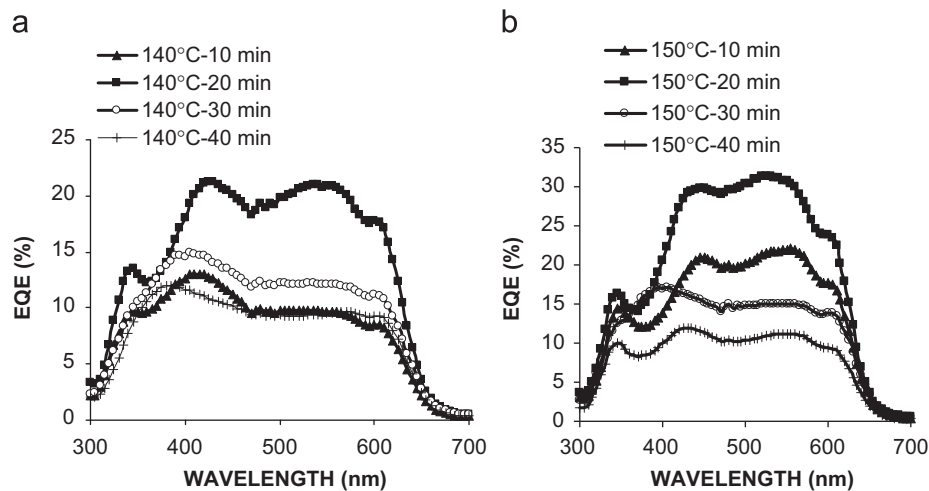 a
140°C-10 min
140°C-20 min
140°C-30 min
140°C-40 min
25
20
15
10
5
0
EQE (%)
300 400 500 600 700
WAVELENGTH (nm)
b
150°C-10 min
150°C-20 min
150°C-30 min
150°C-40 min
35
30
25
20
15
10
5
0
EQE (%)
300 400 500 600 700
WAVELENGTH (nm)